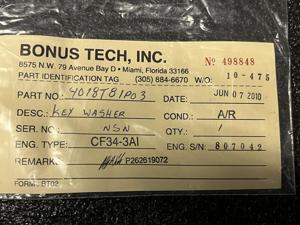 BONUS TECH, INC.
Nº 498848
8575 N.W. 79 Avenue Bay D • Miami, Florida 33166
PART IDENTIFICATION TAG (305) 884-6670 W/O: 10-475
PART NO: 4018T81P03 DATE: JUN 07 2010
DESC.: KEY WASHER COND: A/R
SER. NO: NSN QTY: 1
ENG. TYPE: CF34-3A1 ENG. S/N: 807042
REMARKS P262619072
FORM: BT02